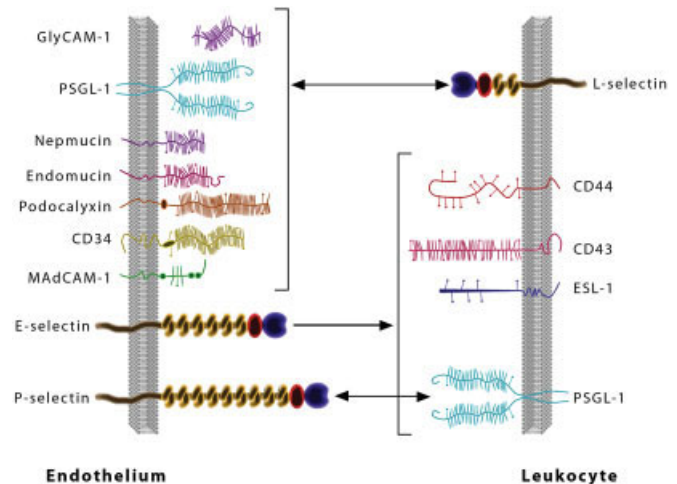 GlyCAM-1
PSGL-1
L-selectin
Nepmucin
Endomucin
Podocalyxin
CD34
MAdCAM-1
E-selectin
P-selectin
CD44
CD43
ESL-1
PSGL-1
Endothelium
Leukocyte